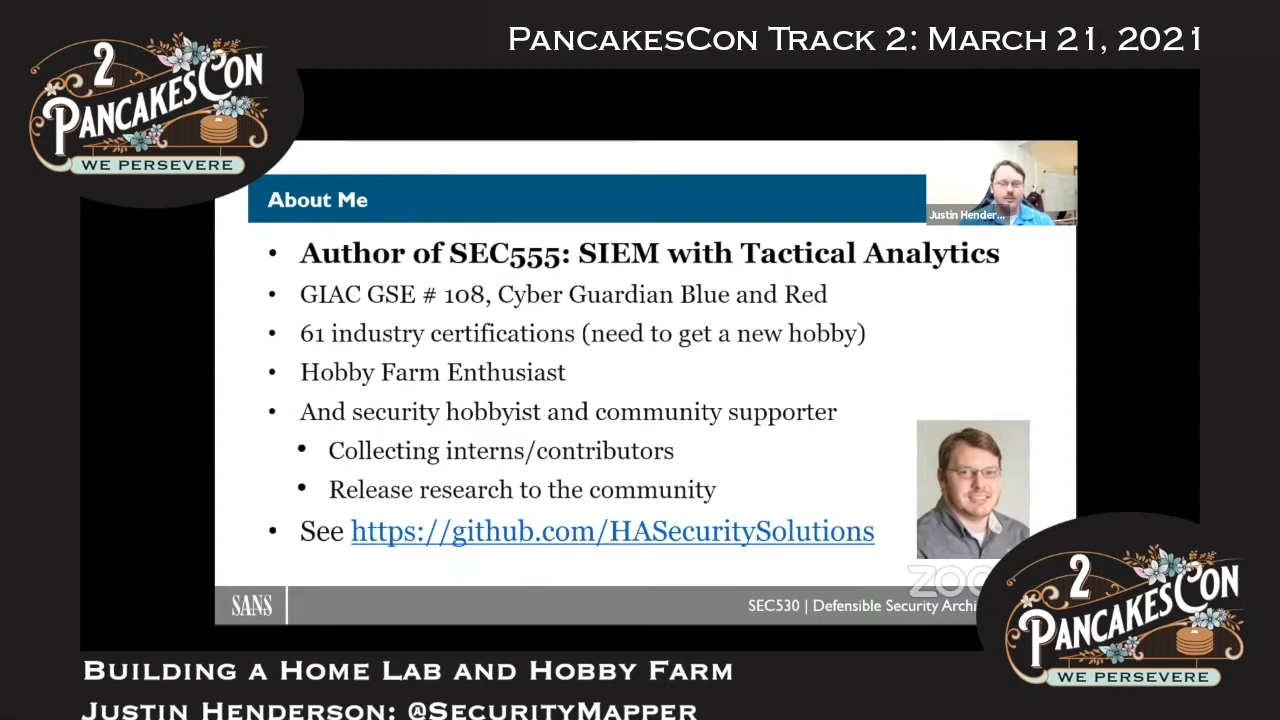 PancakesCon Track 2: March 21, 2021
2
PancakesCon
WE PERSEVERE
About Me
Justin Hender...
• Author of SEC555: SIEM with Tactical Analytics
• GIAC GSE # 108, Cyber Guardian Blue and Red
• 61 industry certifications (need to get a new hobby)
• Hobby Farm Enthusiast
• And security hobbyist and community supporter
• Collecting interns/contributors
• Release research to the community
• See https://github.com/HASecuritySolutions
zoo
SANS
SEC530 | Defensible Security Archi
2
PancakesCon
WE PERSEVERE
Building a Home Lab and Hobby Farm
Justin Henderson: @SecurityMapper